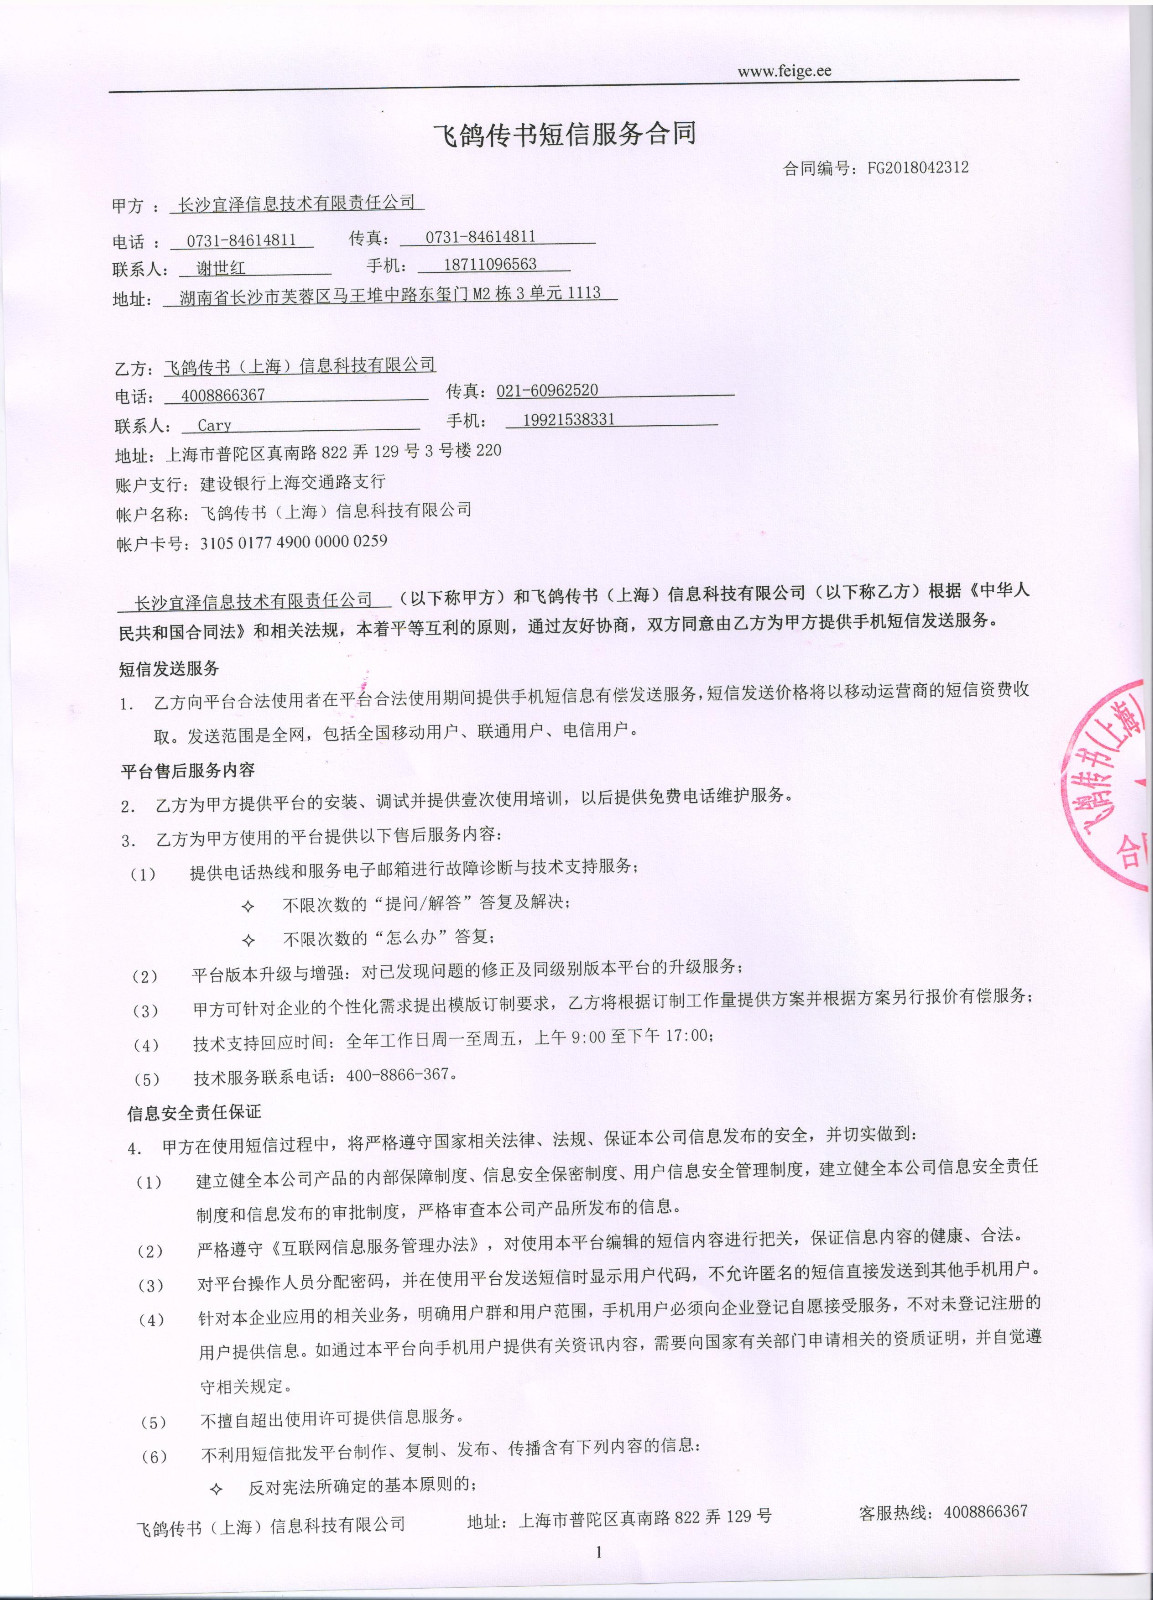 www.feige.ee
飞鸽传书短信服务合同
合同编号：FG2018042312
甲方 ： 长沙宜泽信息技术有限责任公司
电话 ： 0731-84614811 传真： 0731-84614811
联系人： 谢世红 手机： 18711096563
地址： 湖南省长沙市芙蓉区马王堆中路东玺门 M2 栋 3 单元 1113
乙方：飞鸽传书（上海）信息科技有限公司
电话： 4008866367 传真：021-60962520
联系人： Cary 手机： 19921538331
地址：上海市普陀区真南路 822 弄 129 号 3 号楼 220
账户支行：建设银行上海交通路支行
帐户名称：飞鸽传书（上海）信息科技有限公司
帐户卡号：3105 0177 4900 0000 0259
长沙宜泽信息技术有限责任公司 （以下称甲方）和飞鸽传书（上海）信息科技有限公司（以下称乙方）根据《中华人
民共和国合同法》和相关法规，本着平等互利的原则，通过友好协商，双方同意由乙方为甲方提供手机短信发送服务。
短信发送服务
1. 乙方向平台合法使用者在平台合法使用期间提供手机短信息有偿发送服务,短信发送价格将以移动运营商的短信资费收
取。发送范围是全网，包括全国移动用户、联通用户、电信用户。
平台售后服务内容
2. 乙方为甲方提供平台的安装、调试并提供壹次使用培训，以后提供免费电话维护服务。
3. 乙方为甲方使用的平台提供以下售后服务内容：
（1） 提供电话热线和服务电子邮箱进行故障诊断与技术支持服务；
✧ 不限次数的“提问/解答”答复及解决；
✧ 不限次数的“怎么办”答复；
（2） 平台版本升级与增强：对已发现问题的修正及同级别版本平台的升级服务；
（3） 甲方可针对企业的个性化需求提出模版订制要求，乙方将根据订制工作量提供方案并根据方案另行报价有偿服务；
（4） 技术支持回应时间：全年工作日周一至周五，上午 9:00 至下午 17:00；
（5） 技术服务联系电话：400-8866-367。
信息安全责任保证
4. 甲方在使用短信过程中，将严格遵守国家相关法律、法规、保证本公司信息发布的安全，并切实做到：
（1） 建立健全本公司产品的内部保障制度、信息安全保密制度、用户信息安全管理制度，建立健全本公司信息安全责任
制度和信息发布的审批制度，严格审查本公司产品所发布的信息。
（2） 严格遵守《互联网信息服务管理办法》，对使用本平台编辑的短信内容进行把关，保证信息内容的健康、合法。
（3） 对平台操作人员分配密码，并在使用平台发送短信时显示用户代码，不允许匿名的短信直接发送到其他手机用户。
（4） 针对本企业应用的相关业务，明确用户群和用户范围，手机用户必须向企业登记自愿接受服务，不对未登记注册的
用户提供信息。如通过本平台向手机用户提供有关资讯内容，需要向国家有关部门申请相关的资质证明，并自觉遵
守相关规定。
（5） 不擅自超出使用许可提供信息服务。
（6） 不利用短信批发平台制作、复制、发布、传播含有下列内容的信息：
✧ 反对宪法所确定的基本原则的；
飞鸽传书（上海）信息科技有限公司 地址：上海市普陀区真南路 822 弄 129 号 客服热线：4008866367
1
飞鸽传书(上海)
合